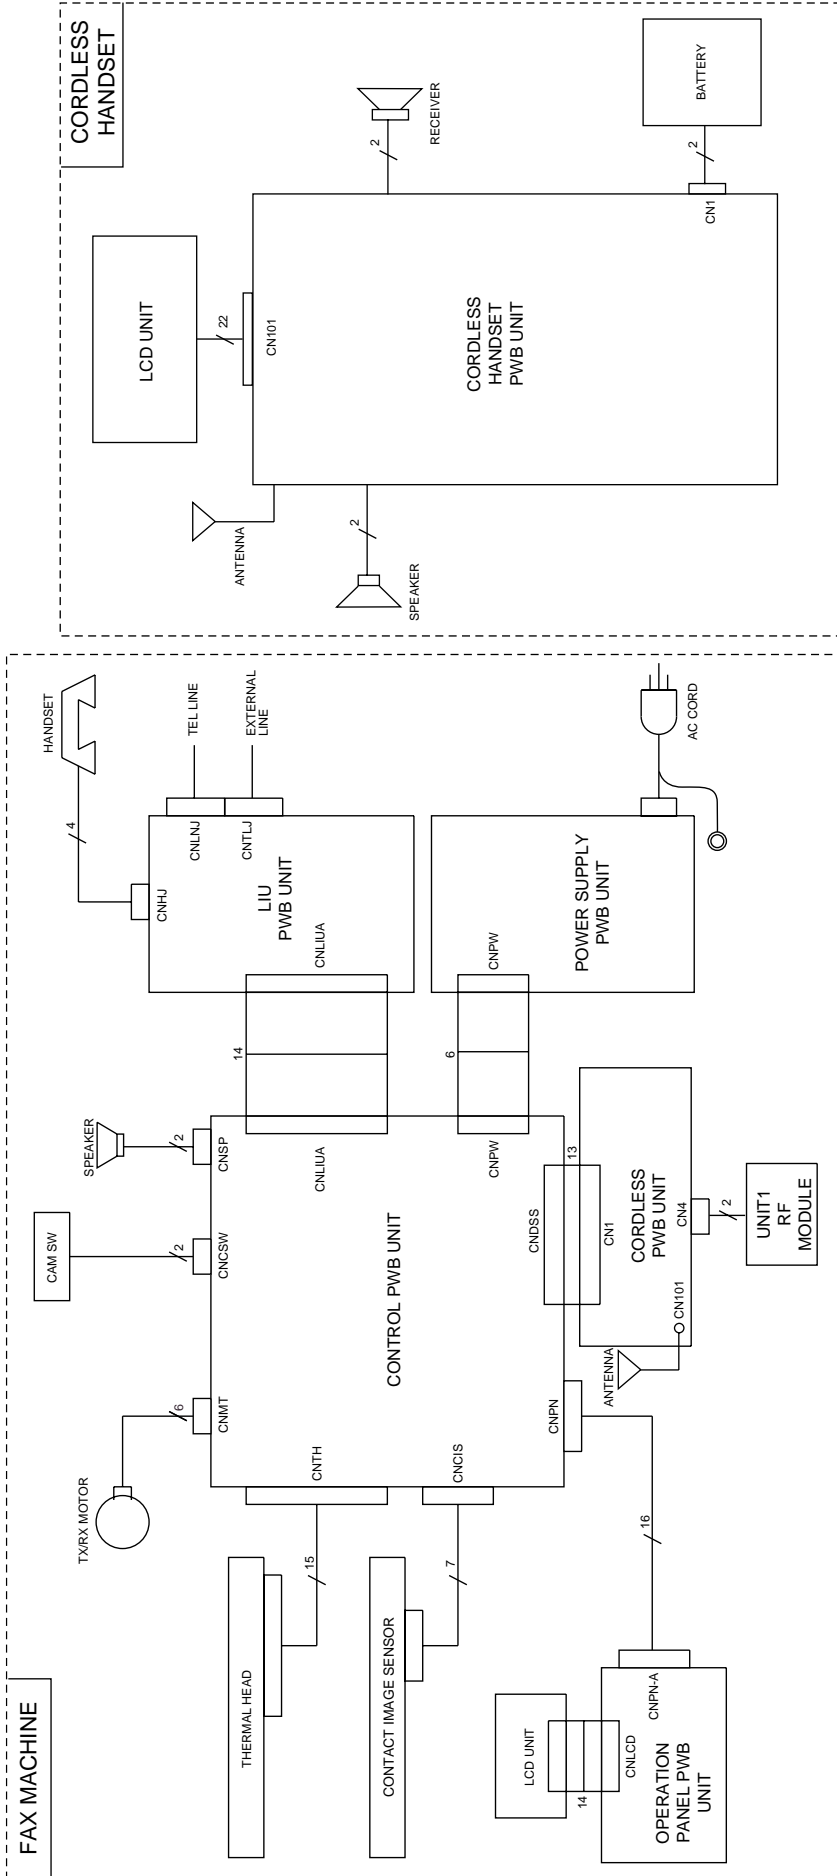 FAX MACHINE
TX/RX MOTOR
6
CNMT
CAM SW
2
CNCSW
SPEAKER
2
CNSP
HANDSET
4
CNHJ
THERMAL HEAD
15
CNTH
CONTACT IMAGE SENSOR
7
CNCIS
CONTROL PWB UNIT
CNLIUA
14
CNLIUA
LIU
PWB UNIT
CNLNJ
TEL LINE
CNTLJ
EXTERNAL
LINE
CNPW
6
CNPW
POWER SUPPLY
PWB UNIT
AC CORD
LCD UNIT
14
CNLCD
OPERATION
PANEL PWB
UNIT
CNPN-A
16
CNPN
CNDSS
13
CN1
CORDLESS
PWB UNIT
ANTENNA
CN101
CN4
2
UNIT1
RF
MODULE
CORDLESS
HANDSET
LCD UNIT
22
CN101
ANTENNA
2
SPEAKER
CORDLESS
HANDSET
PWB UNIT
2
RECEIVER
CN1
2
BATTERY